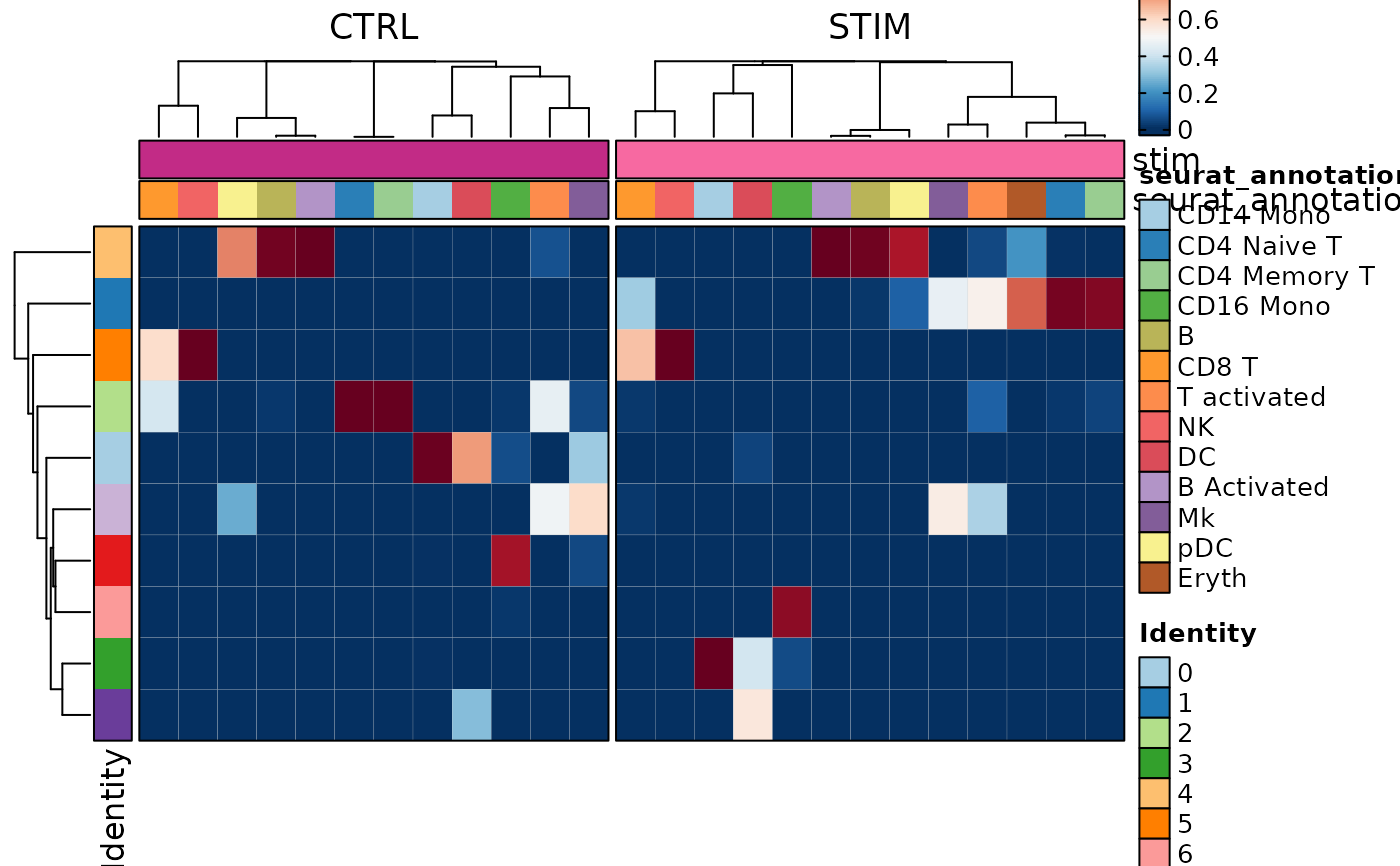 CTRL
STIM
0.6
0.4
0.2
0
stim
seurat_annotation
seurat_annotatio
CD14 Mono
CD4 Naive T
CD4 Memory T
CD16 Mono
B
CD8 T
T activated
NK
DC
B Activated
Mk
pDC
Eryth
Identity
0
1
2
3
4
5
6
Identity